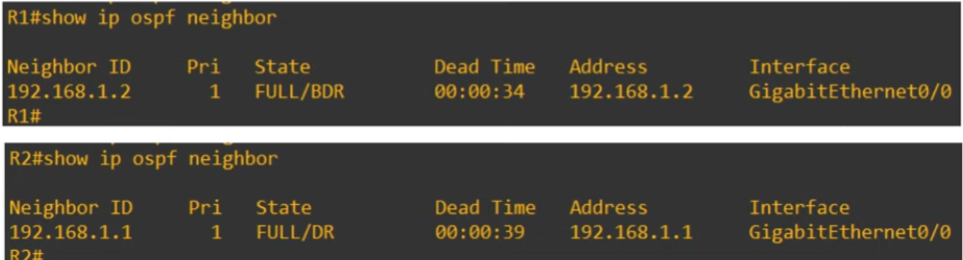 R1#show ip ospf neighbor
Neighbor ID Pri State Dead Time Address Interface
192.168.1.2 1 FULL/BDR 00:00:34 192.168.1.2 GigabitEthernet0/0
R1#
R2#show ip ospf neighbor
Neighbor ID Pri State Dead Time Address Interface
192.168.1.1 1 FULL/DR 00:00:39 192.168.1.1 GigabitEthernet0/0
R2#